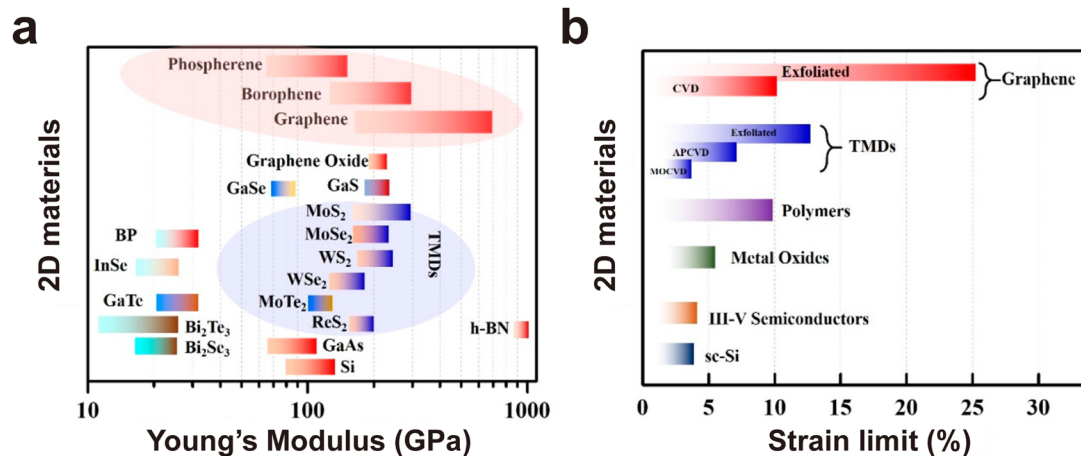 a
2D materials
Phospherene
Borophene
Graphene
Graphene Oxide
GaSe
GaS
MoS2
MoSe2
WS2
WSe2
MoTe2
ReS2
TMDs
BP
InSe
GaTe
Bi2Te3
Bi2Se3
GaAs
Si
h-BN
10
100
1000
Young's Modulus (GPa)
b
2D materials
Exfoliated
CVD
Graphene
Exfoliated
APCVD
MOCVD
TMDs
Polymers
Metal Oxides
III-V Semiconductors
sc-Si
0
5
10
15
20
25
30
Strain limit (%)